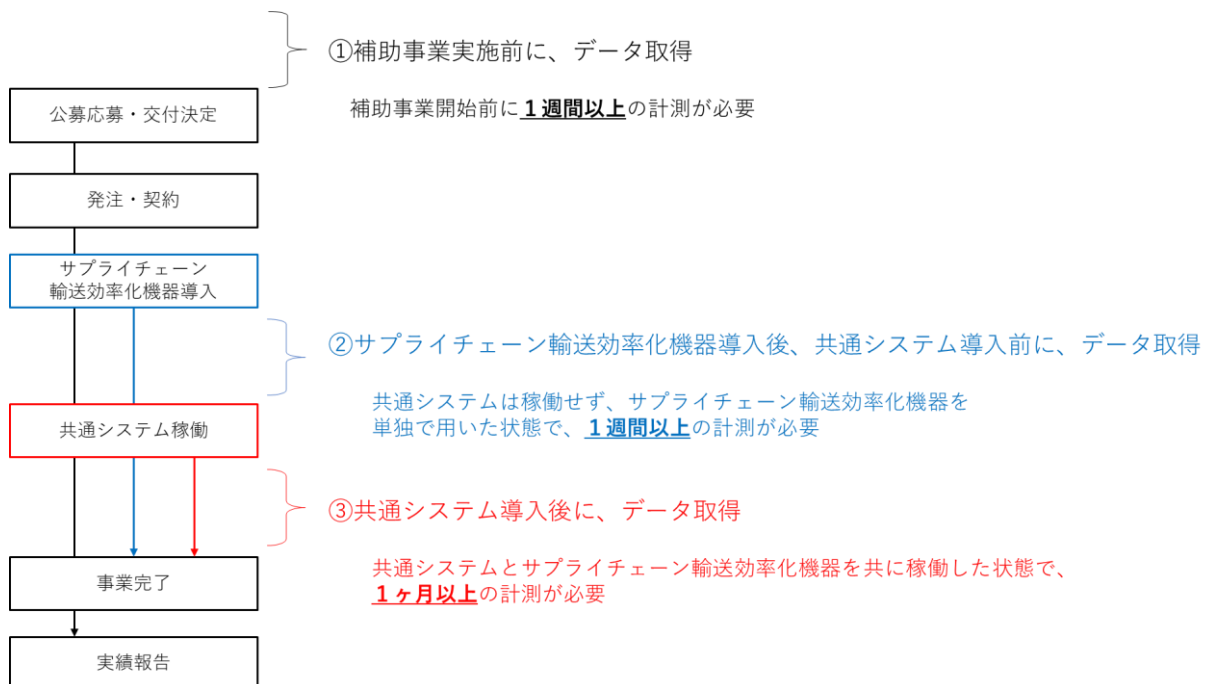 ①補助事業実施前に、データ取得
公募応募・交付決定
補助事業開始前に１週間以上の計測が必要
発注・契約
サプライチェーン
輸送効率化機器導入
②サプライチェーン輸送効率化機器導入後、共通システム導入前に、データ取得
共通システムは稼働せず、サプライチェーン輸送効率化機器を
単独で用いた状態で、１週間以上の計測が必要
共通システム稼働
③共通システム導入後に、データ取得
共通システムとサプライチェーン輸送効率化機器を共に稼働した状態で、
１ヶ月以上の計測が必要
事業完了
実績報告